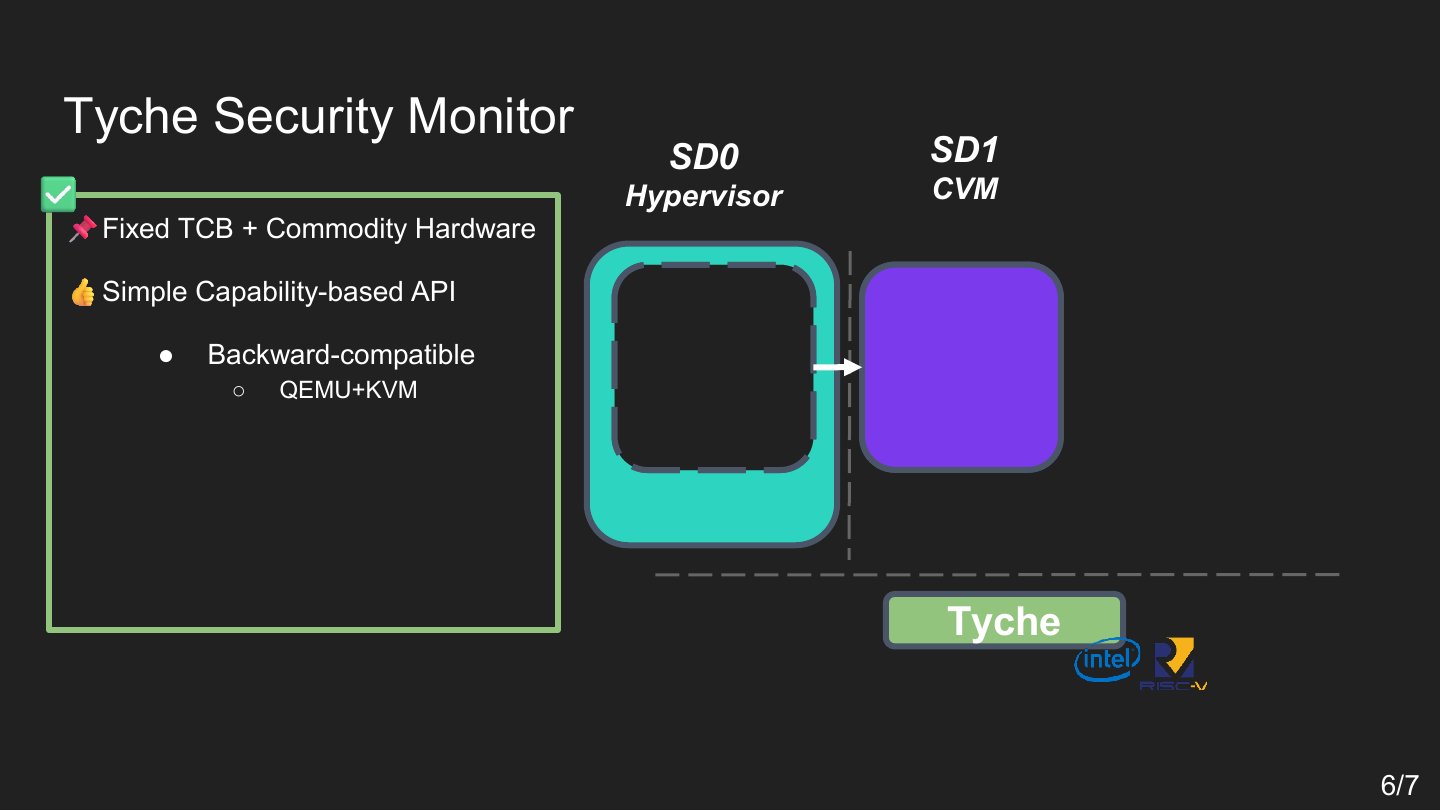 Tyche Security Monitor
SD0
Hypervisor
SD1
CVM
✅
📌 Fixed TCB + Commodity Hardware
👍 Simple Capability-based API
● Backward-compatible
○ QEMU+KVM
Tyche
intel
RISC-V
6/7